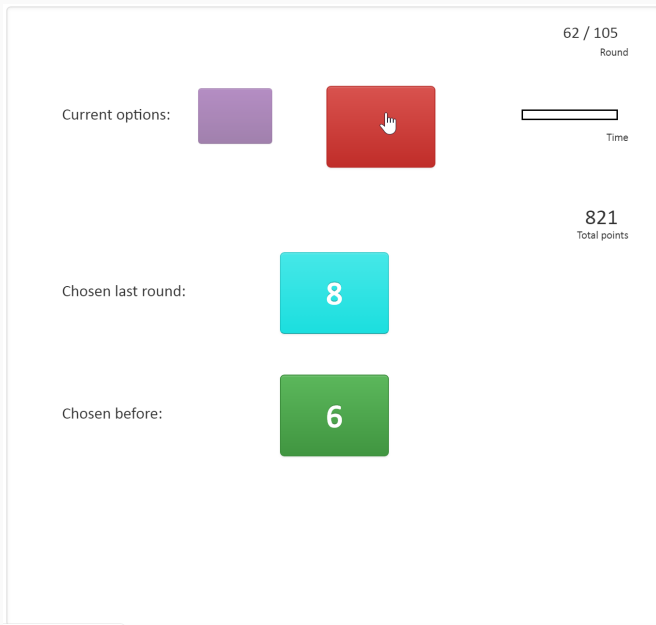 62 / 105
Round
Current options:
Time
821
Total points
Chosen last round:
8
Chosen before:
6